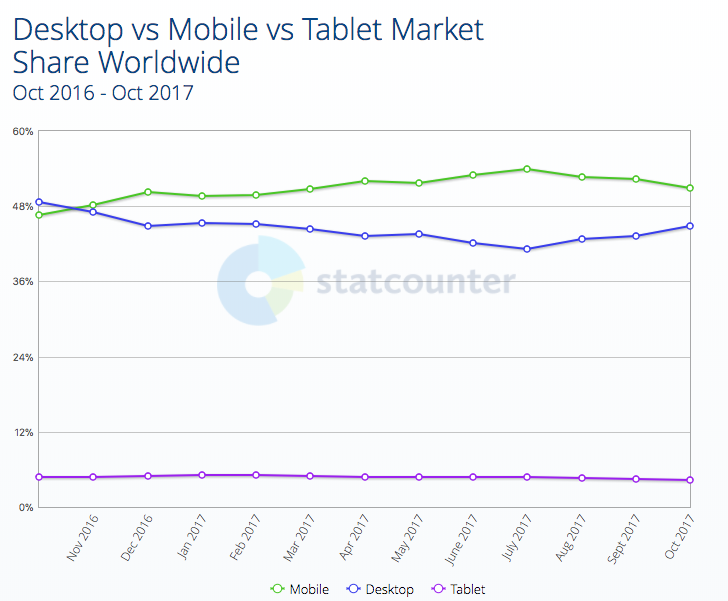 Desktop vs Mobile vs Tablet Market
Share Worldwide
Oct 2016 - Oct 2017
60%
48%
36%
24%
12%
0%
statcounter
Nov 2016
Dec 2016
Jan 2017
Feb 2017
Mar 2017
Apr 2017
May 2017
June 2017
July 2017
Aug 2017
Sept 2017
Oct 2017
Mobile Desktop Tablet